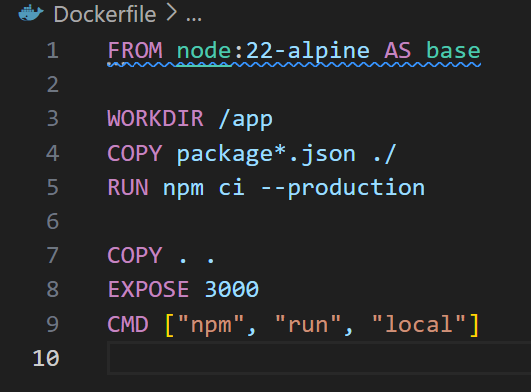 Dockerfile > ...
1 FROM node:22-alpine AS base
2
3 WORKDIR /app
4 COPY package*.json ./
5 RUN npm ci --production
6
7 COPY . .
8 EXPOSE 3000
9 CMD ["npm", "run", "local"]
10